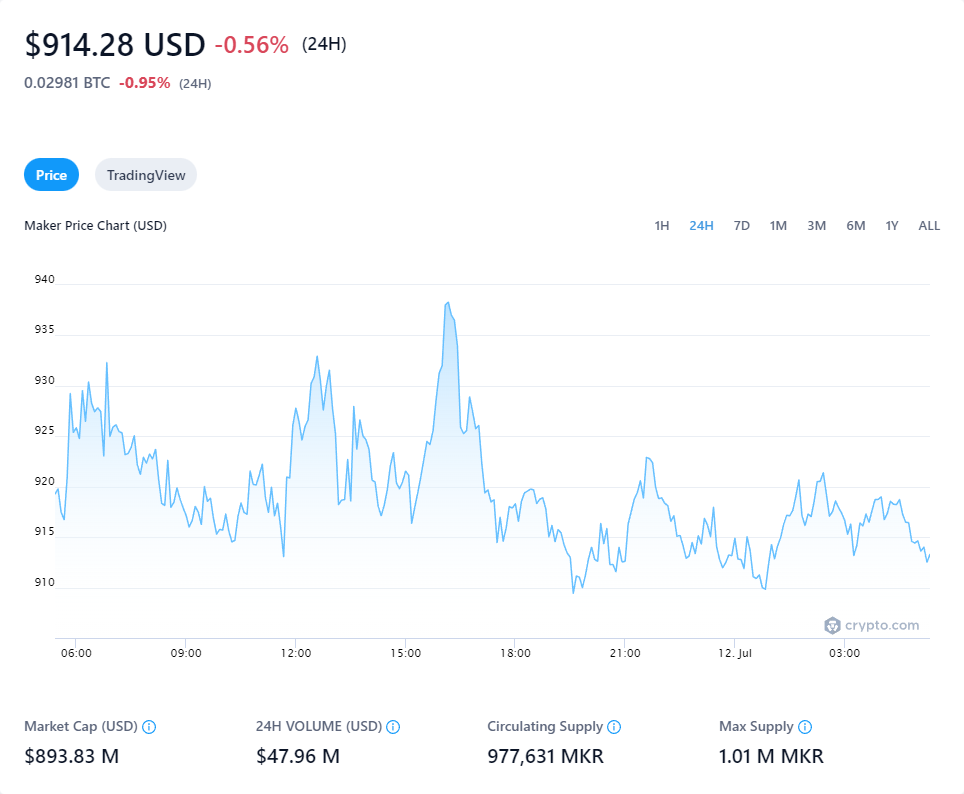 $914.28 USD -0.56% (24H)
0.02981 BTC -0.95% (24H)
Price TradingView
Maker Price Chart (USD) 1H 24H 7D 1M 3M 6M 1Y ALL
940
935
930
925
920
915
910
crypto.com
06:00 09:00 12:00 15:00 18:00 21:00 12. Jul 03:00
Market Cap (USD) 24H VOLUME (USD) Circulating Supply Max Supply
$893.83 M $47.96 M 977,631 MKR 1.01 M MKR